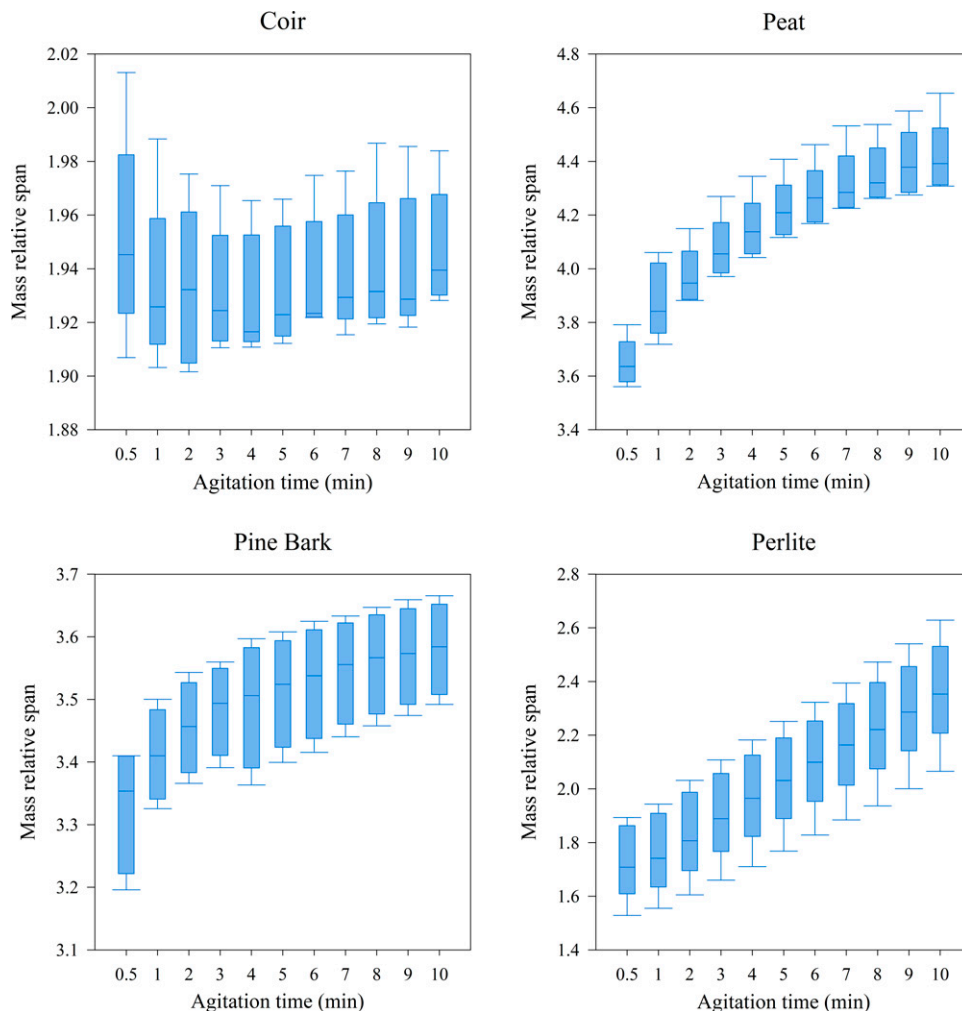 Coir
Mass relative span
2.02
2.00
1.98
1.96
1.94
1.92
1.90
1.88
0.5 1 2 3 4 5 6 7 8 9 10
Agitation time (min)
Peat
Mass relative span
4.8
4.6
4.4
4.2
4.0
3.8
3.6
3.4
0.5 1 2 3 4 5 6 7 8 9 10
Agitation time (min)
Pine Bark
Mass relative span
3.7
3.6
3.5
3.4
3.3
3.2
3.1
0.5 1 2 3 4 5 6 7 8 9 10
Agitation time (min)
Perlite
Mass relative span
2.8
2.6
2.4
2.2
2.0
1.8
1.6
1.4
0.5 1 2 3 4 5 6 7 8 9 10
Agitation time (min)